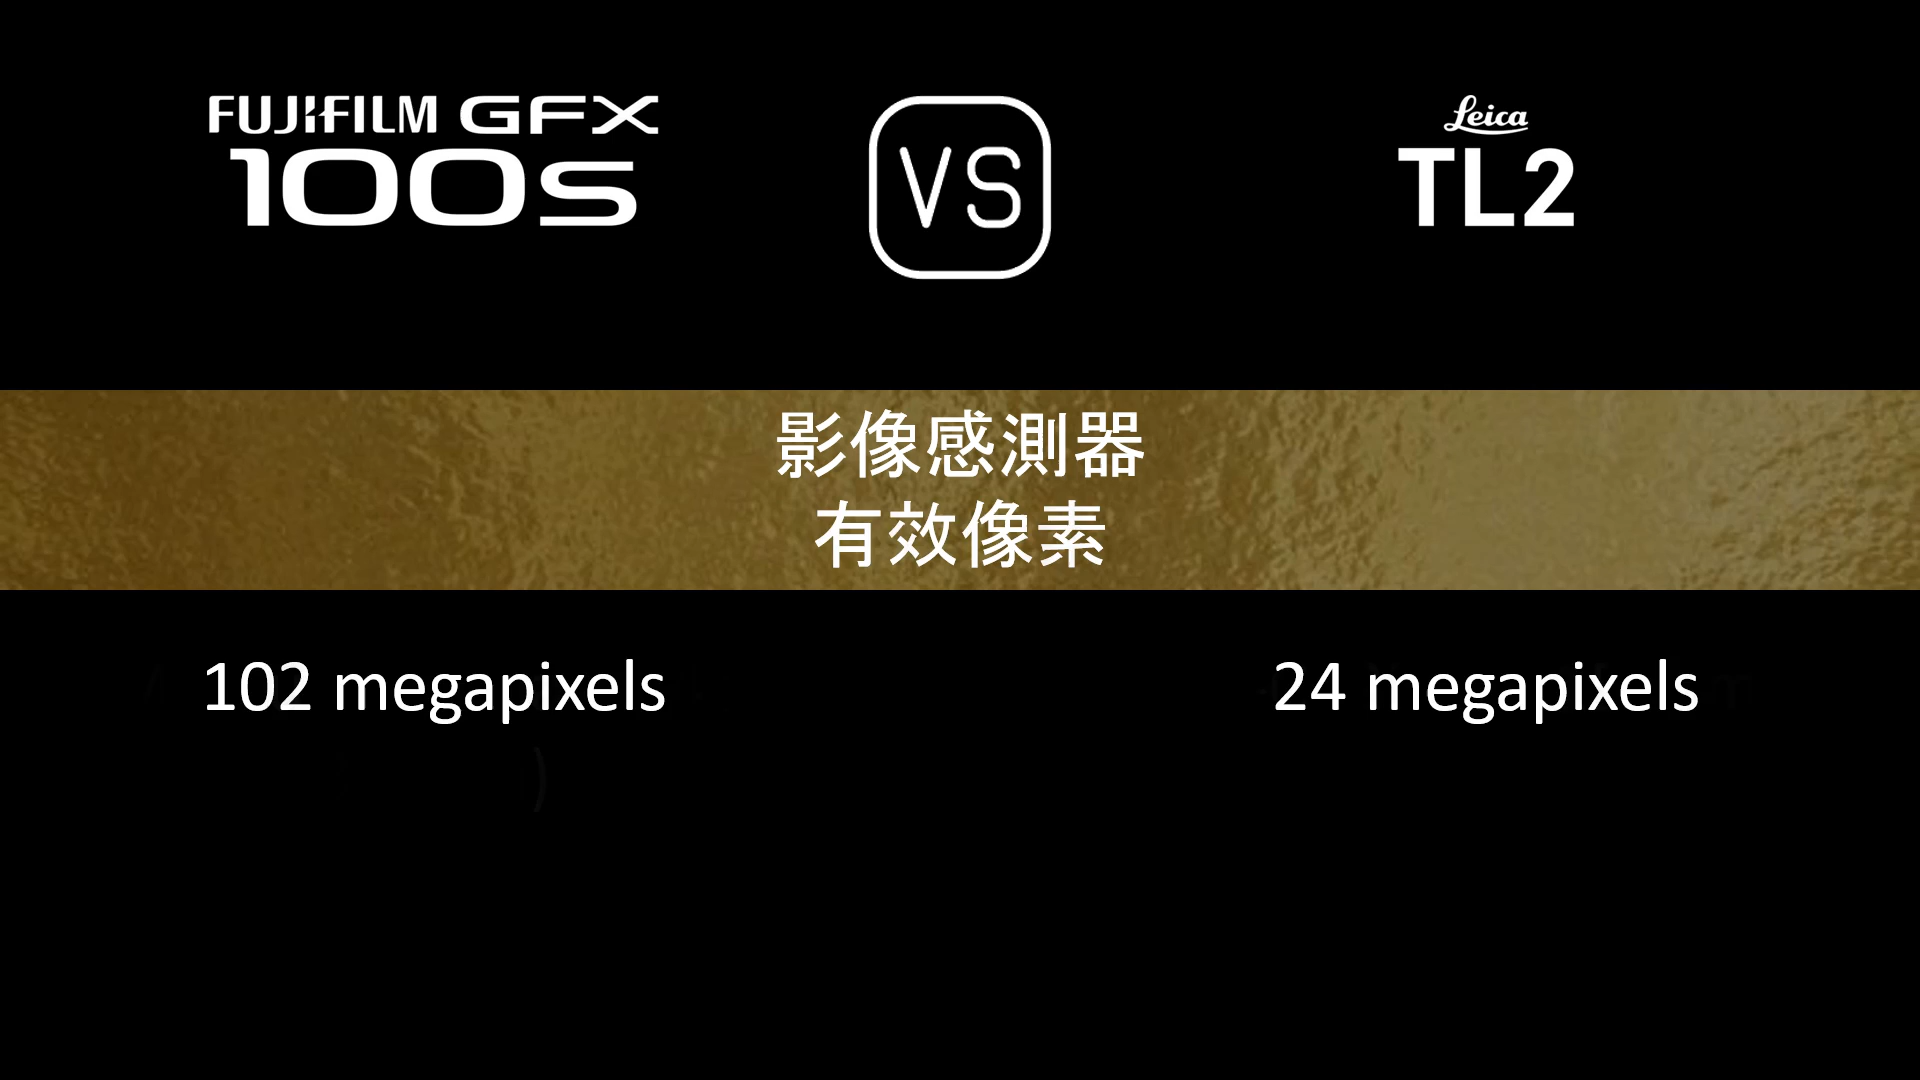 FUJIFILM GFX
100S
VS
Leica
TL2
影像感測器
有效像素
102 megapixels
24 megapixels